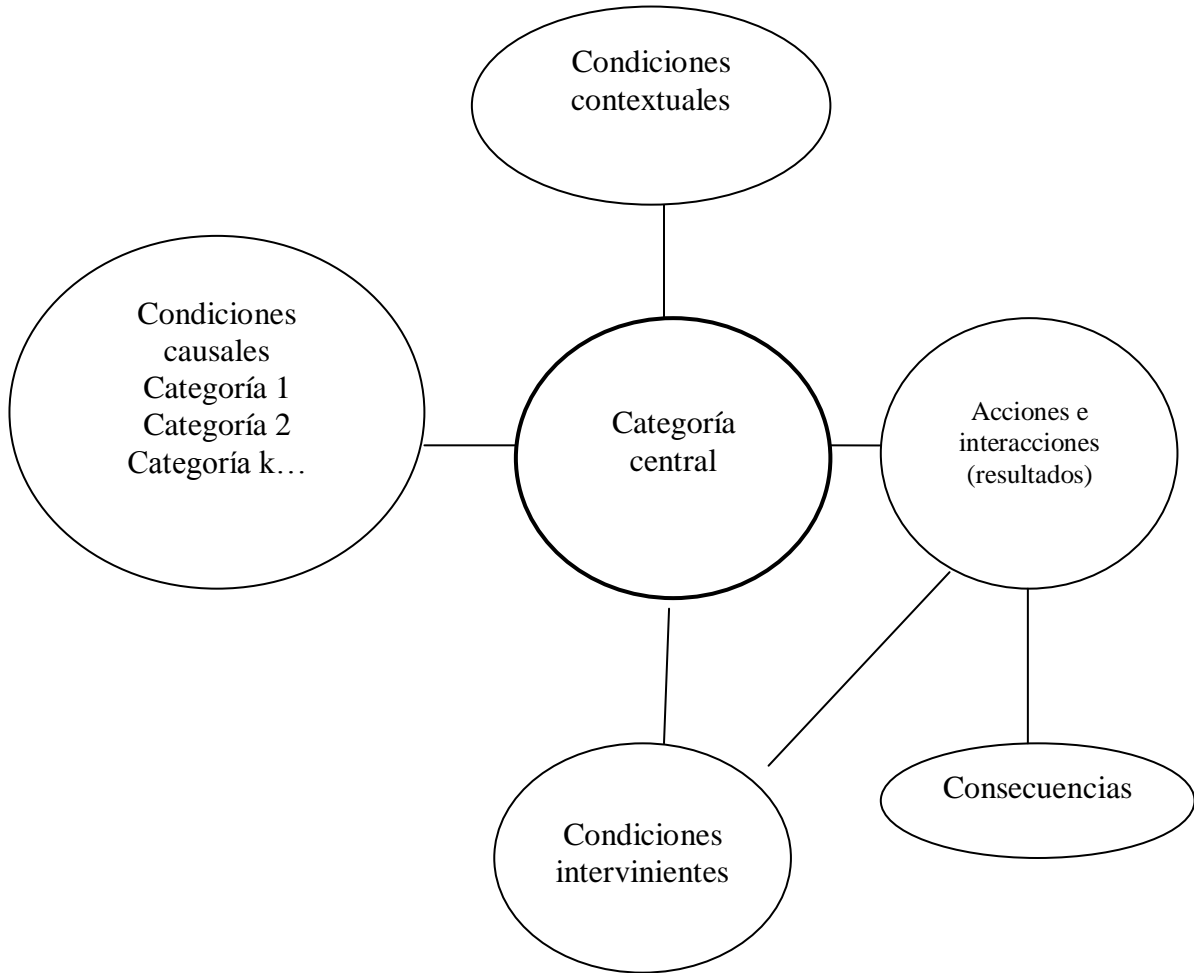 Condiciones
contextuales
Condiciones
causales
Categoría 1
Categoría 2
Categoría k…
Categoría
central
Acciones e
interacciones
(resultados)
Condiciones
intervinientes
Consecuencias